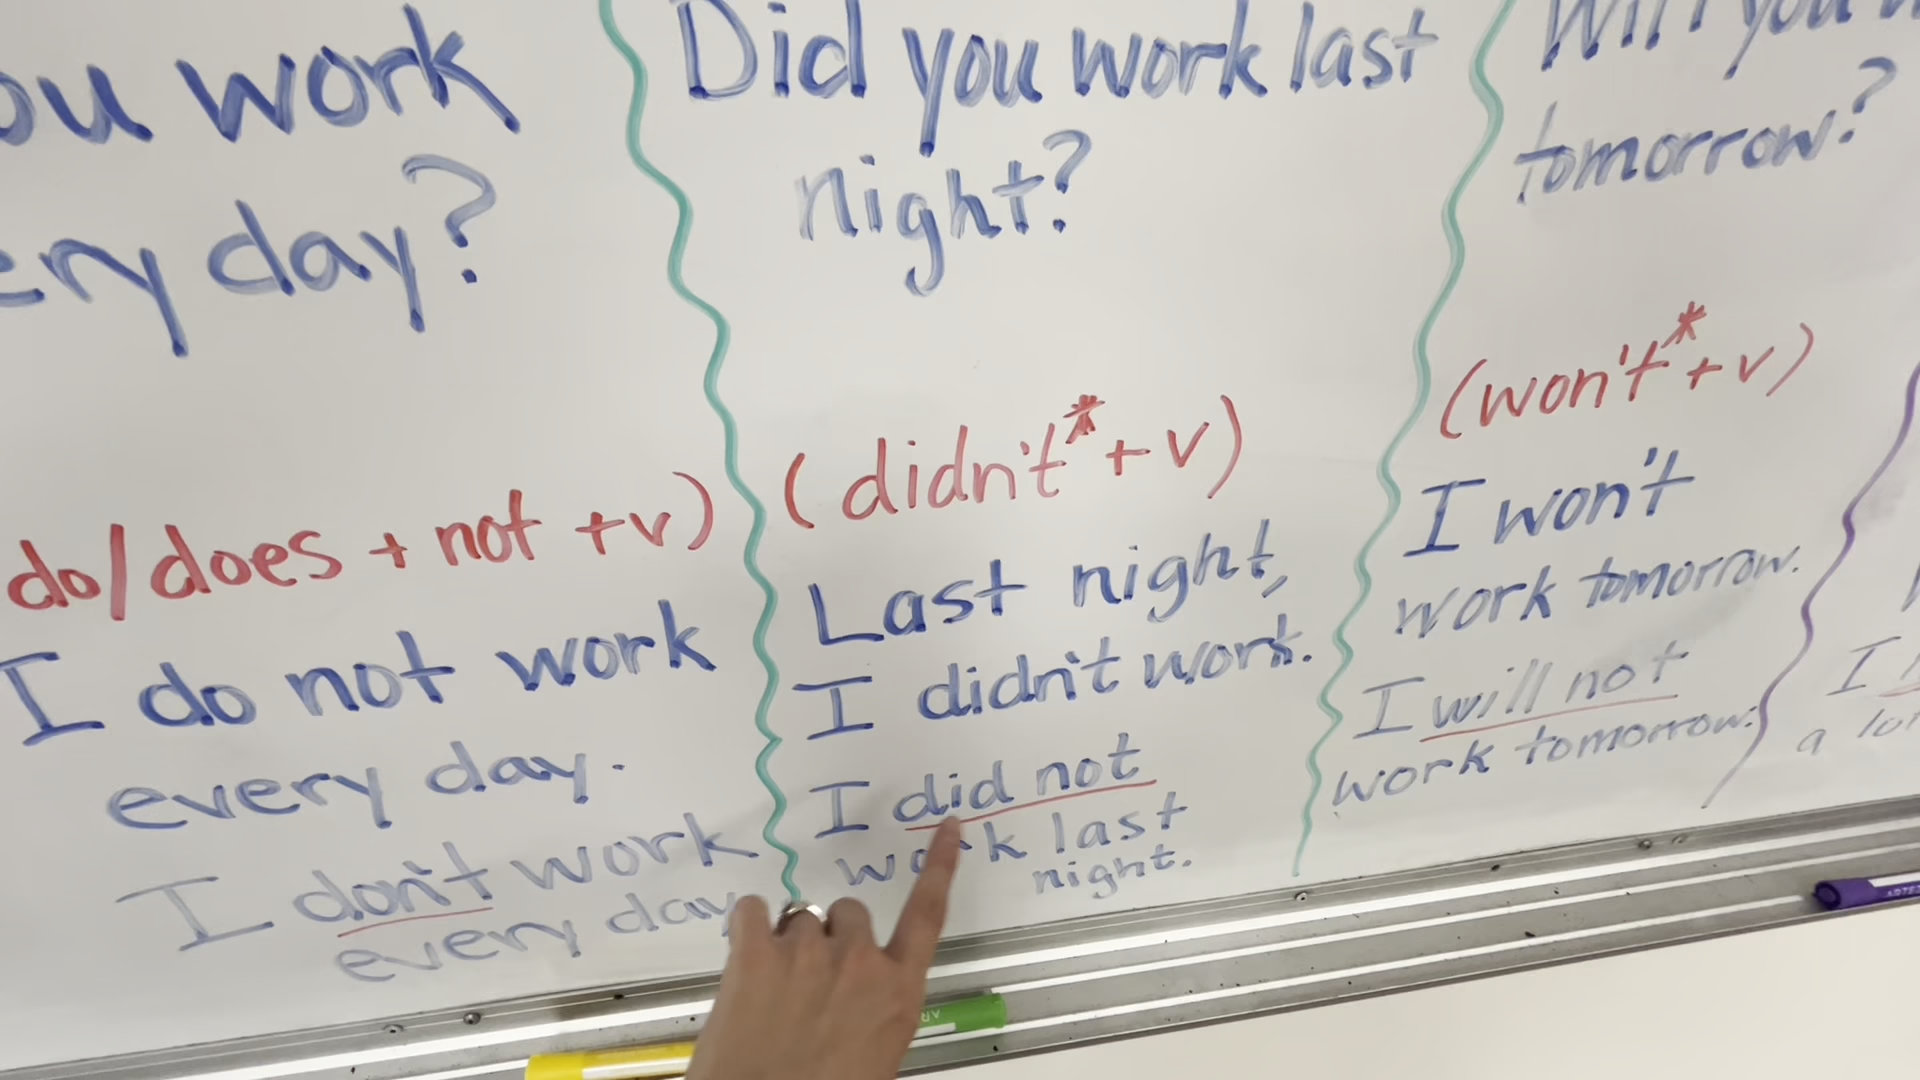 ou work
ery day?
do/does + not +v)
I do not work
every day.
I don't work
every day
Did you work last
night?
(didn't* + v)
Last night,
I didn't work.
I did not
work last
night.
Will you
tomorrow?
(won't* + v)
I won't
work tomorrow.
I will not
work tomorrow.
I
a lot